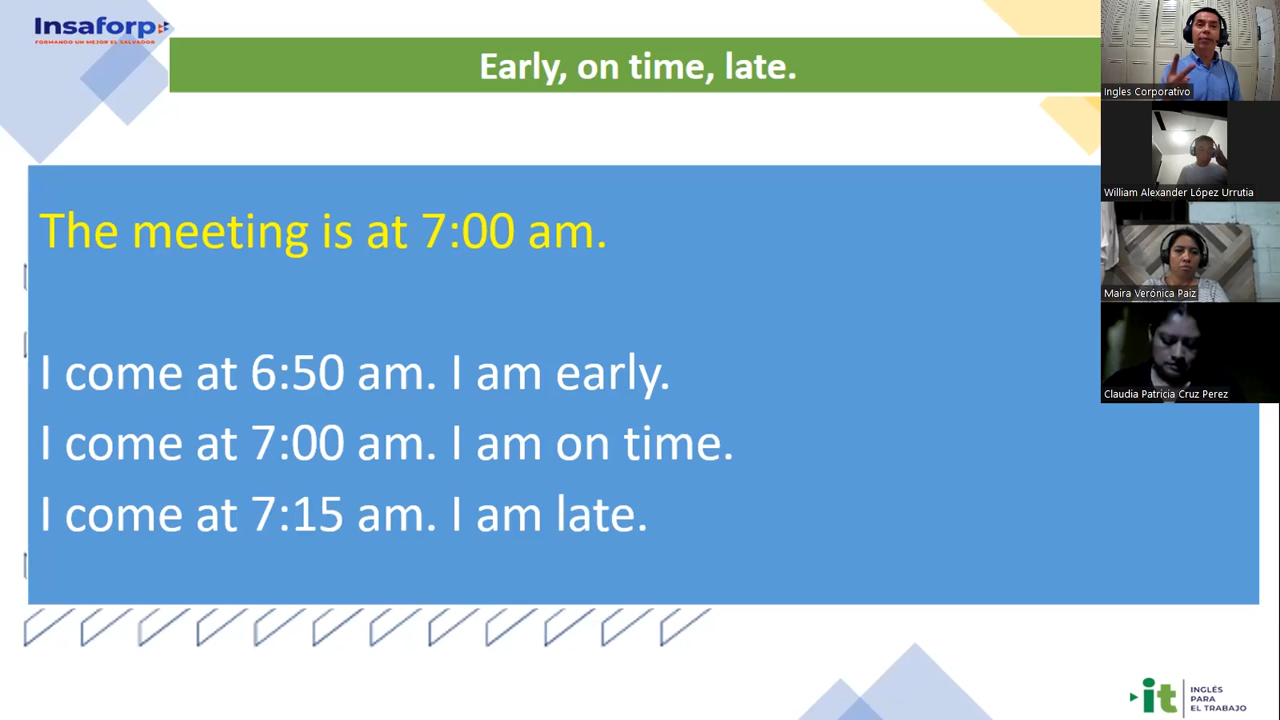 Insaforp
FORMANDO UN MEJOR EL SALVADOR
Early, on time, late.
The meeting is at 7:00 am.
I come at 6:50 am. I am early.
I come at 7:00 am. I am on time.
I come at 7:15 am. I am late.
Ingles Corporativo
William Alexander López Urrutia
Maira Verónica Paiz
Claudia Patricia Cruz Perez
it
INGLÉS
PARA
EL TRABAJO